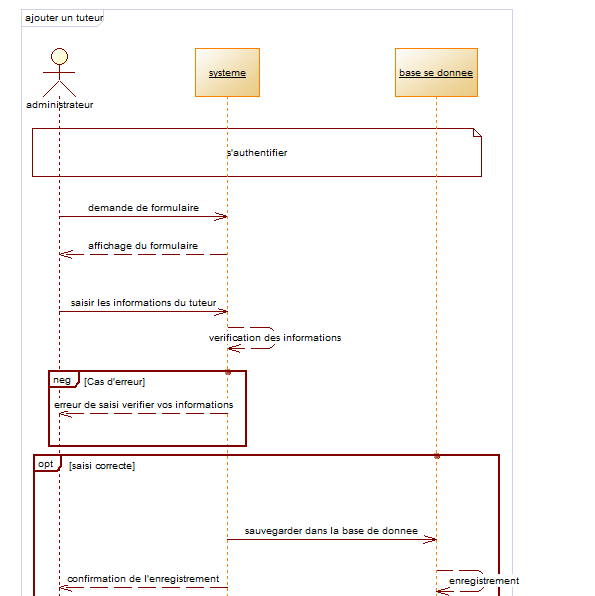 ajouter un tuteur
systeme
base se donnee
administrateur
s'authentifier
demande de formulaire
affichage du formulaire
saisir les informations du tuteur
verification des informations
neg
[Cas d'erreur]
erreur de saisi verifier vos informations
opt
[saisi correcte]
sauvegarder dans la base de donnee
enregistrement
confirmation de l'enregistrement